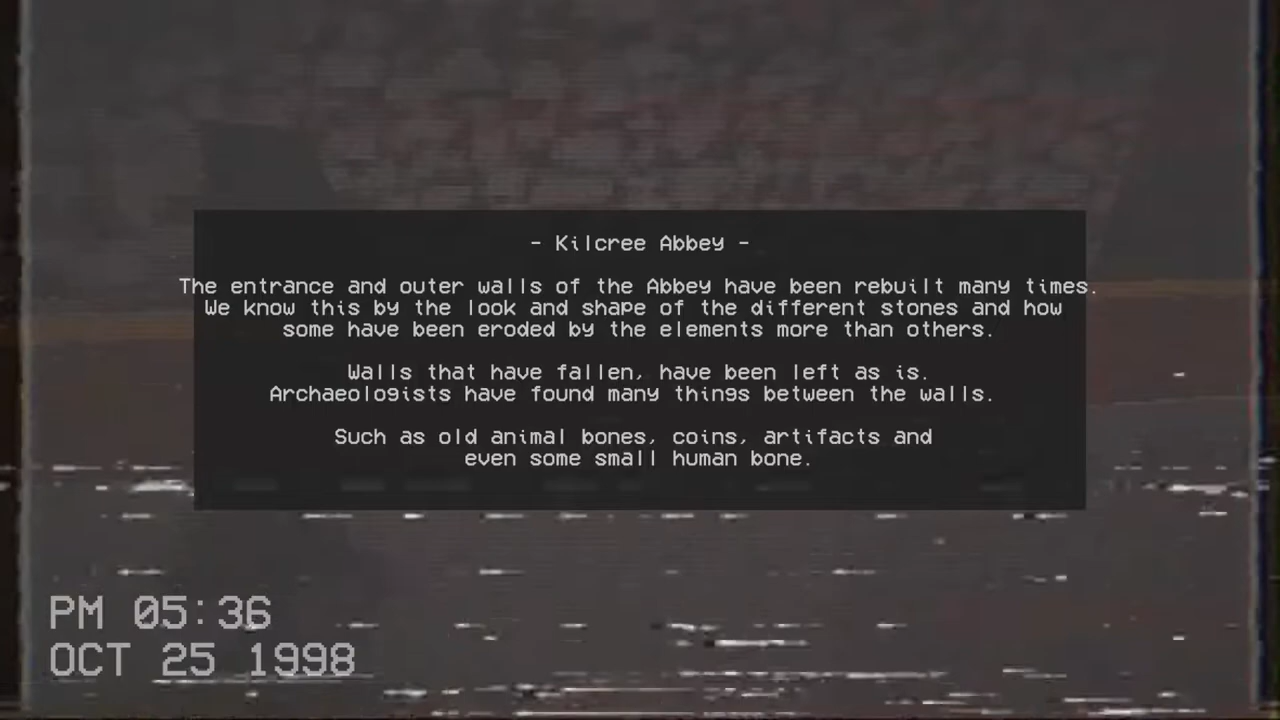 - Kilcree Abbey -
The entrance and outer walls of the Abbey have been rebuilt many times.
We know this by the look and shape of the different stones and how
some have been eroded by the elements more than others.
Walls that have fallen, have been left as is.
Archaeologists have found many things between the walls.
Such as old animal bones, coins, artifacts and
even some small human bone.
PM 05:36
OCT 25 1998